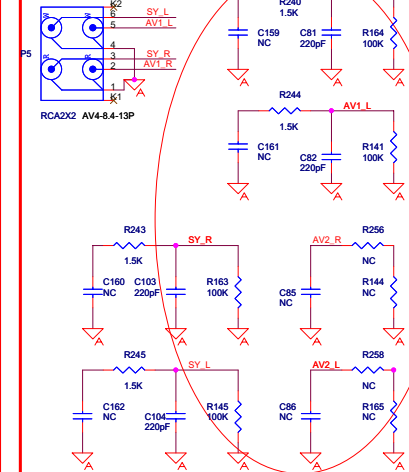 K2
6 SY_L
5 AV1_L
4
3 SY_R
2 AV1_R
1
K1
P5
RCA2X2 AV4-8.4-13P
R240
1.5K
C159
NC
C81
220pF
R164
100K
A A A
R244
1.5K
AV1_L
C161
NC
C82
220pF
R141
100K
A A A
R243
1.5K
SY_R
C160
NC
C103
220pF
R163
100K
A A A
AV2_R
R256
NC
C85
NC
R144
NC
A A
R245
1.5K
SY_L
C162
NC
C104
220pF
R145
100K
A A A
AV2_L
R258
NC
C86
NC
R165
NC
A A